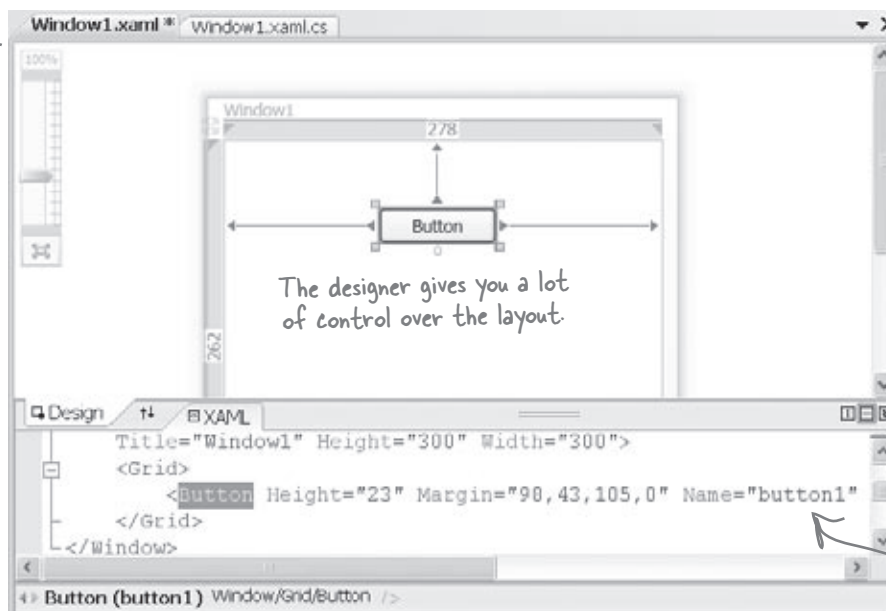 Window1.xaml * Window1.xaml.cs
100%
Window1
278
Button
0
The designer gives you a lot
of control over the layout.
262
Design XAML
Title="Window1" Height="300" Width="300">
<Grid>
<Button Height="23" Margin="98,43,105,0" Name="button1"
</Grid>
</Window>
Button (button1) Window/Grid/Button />